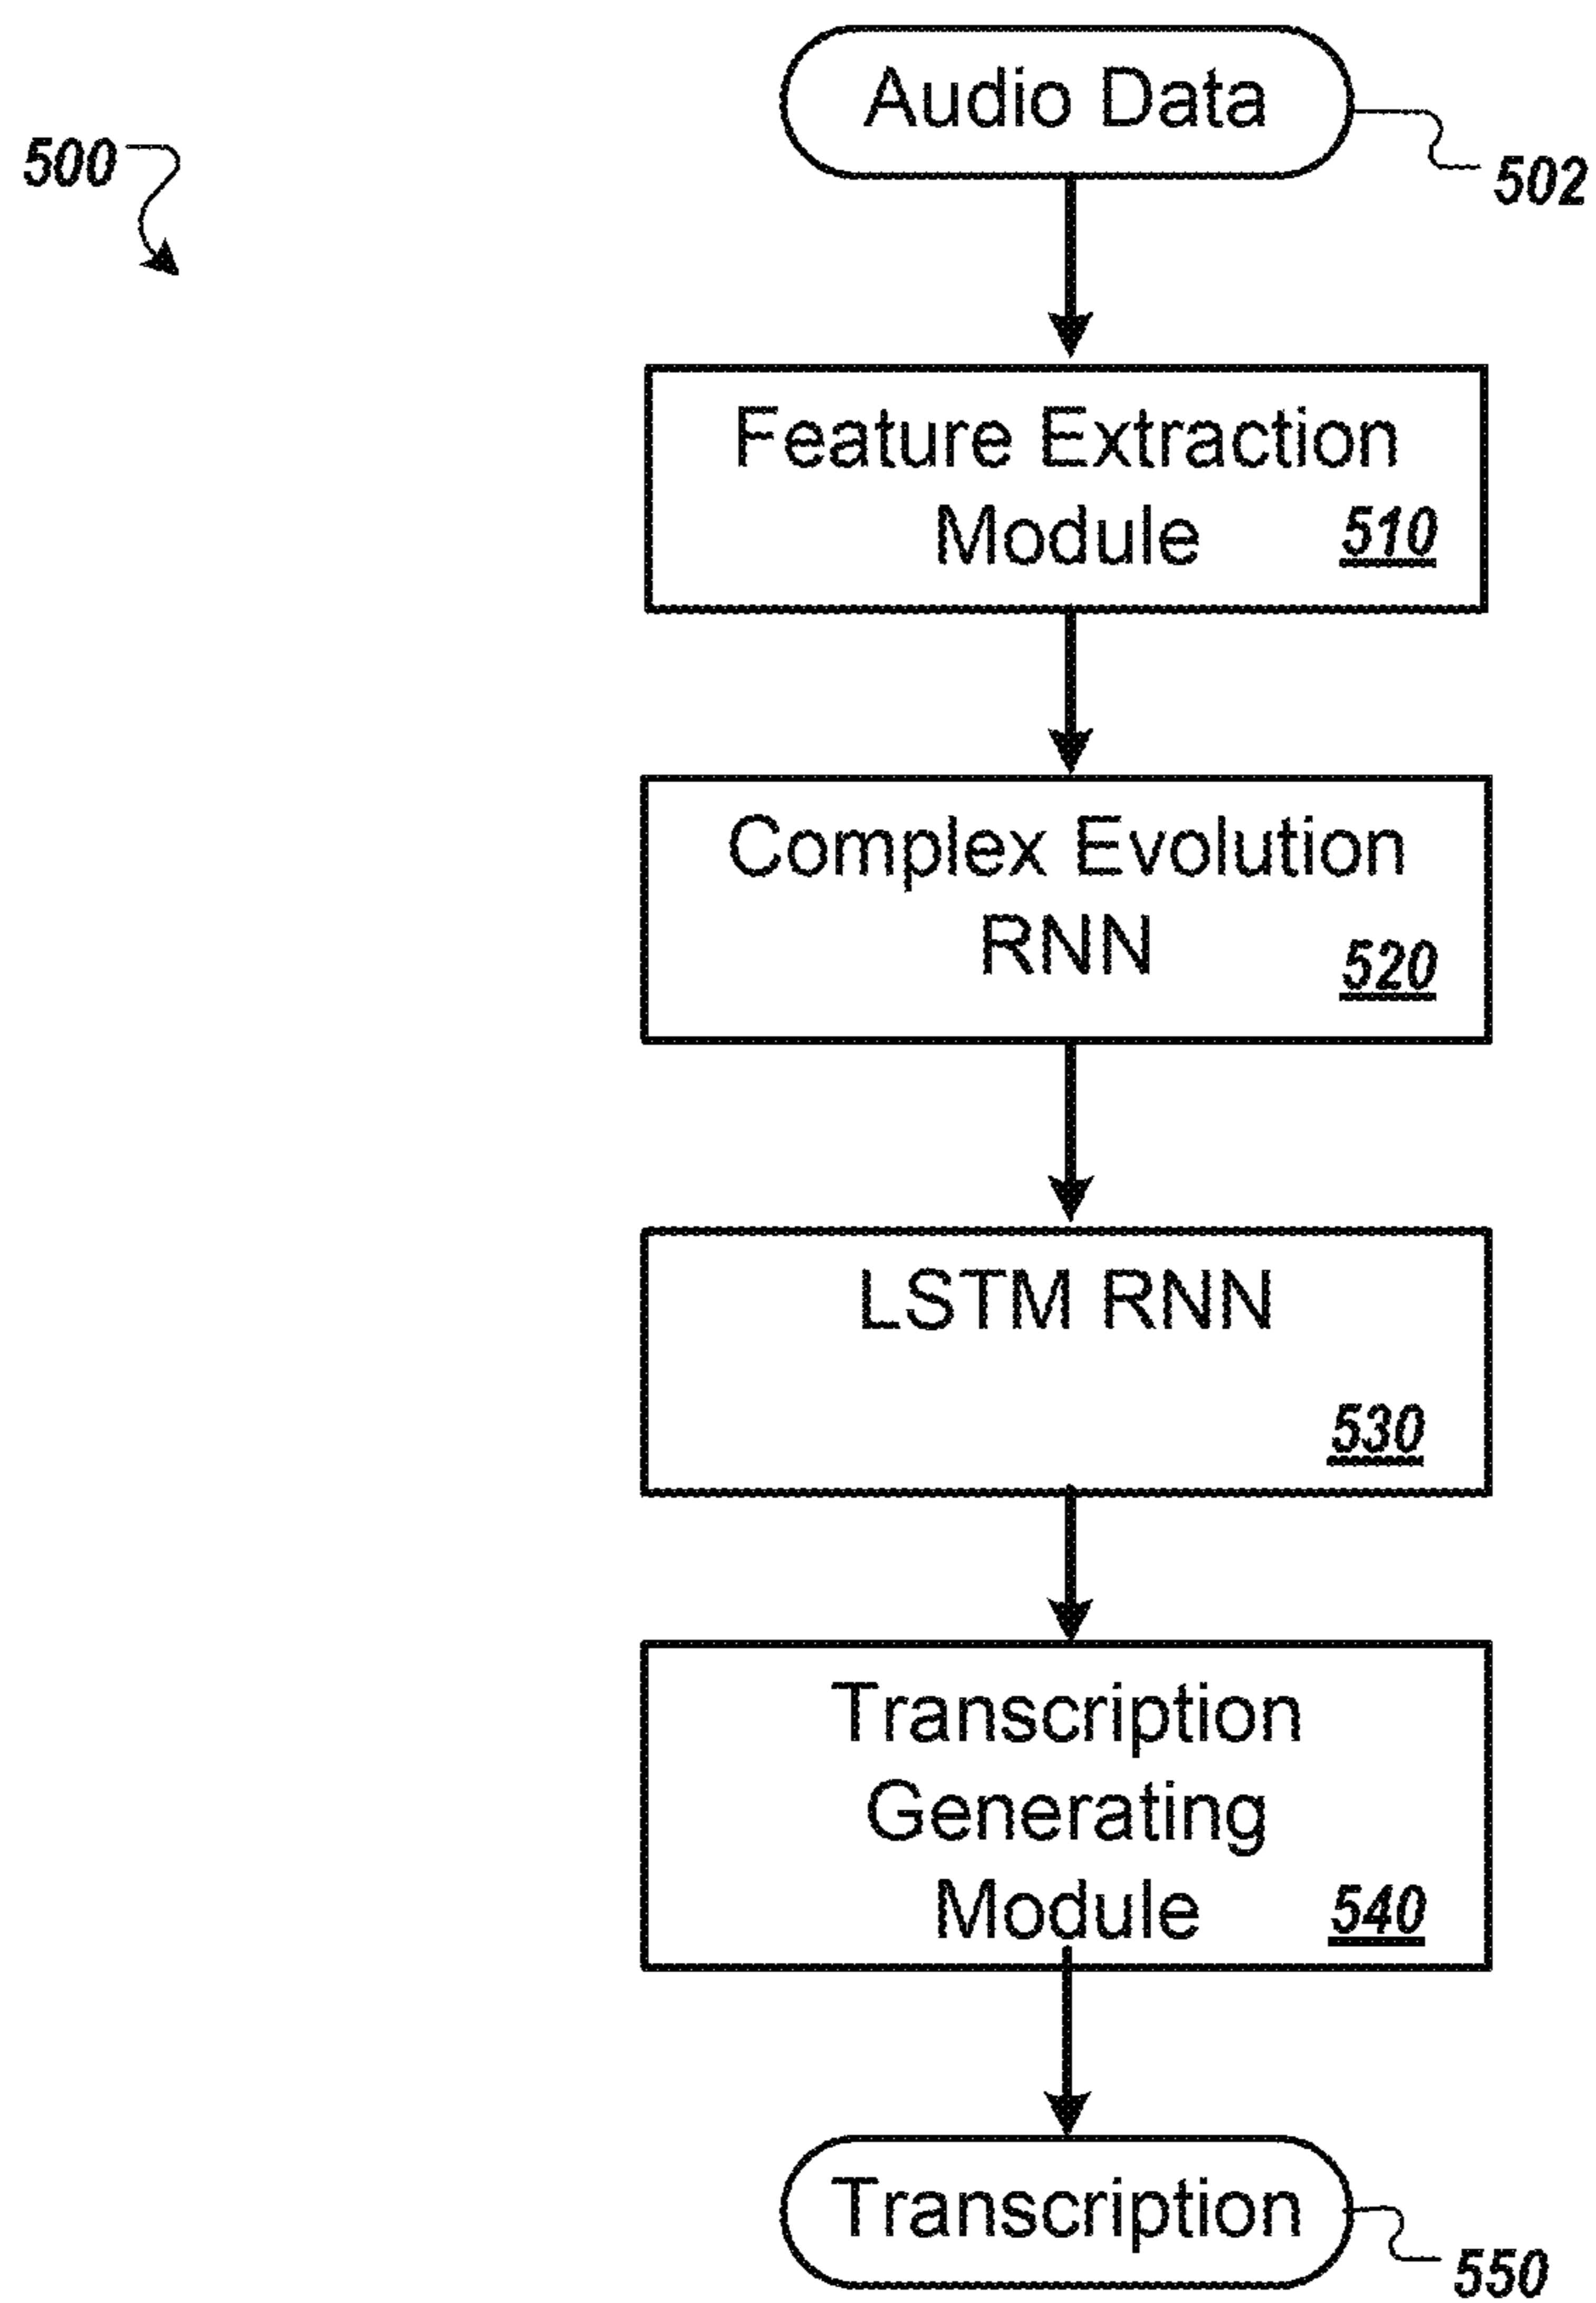 Audio Data
500
502
Feature Extraction
Module
510
Complex Evolution
RNN
520
LSTM RNN
530
Transcription
Generating
Module
540
Transcription
550